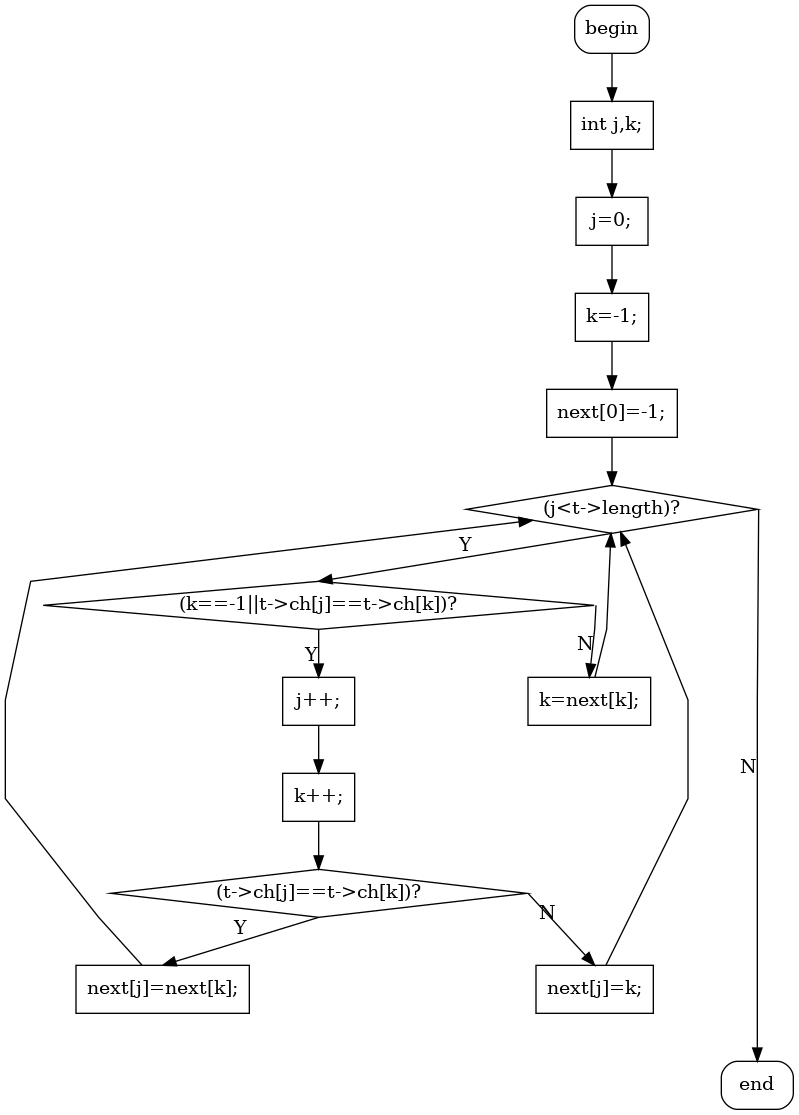 begin
int j,k;
j=0;
k=-1;
next[0]=-1;
(j<t->length)?
Y
(k==-1||t->ch[j]==t->ch[k])?
N
Y
j++;
k=next[k];
N
k++;
(t->ch[j]==t->ch[k])?
N
Y
next[j]=next[k];
next[j]=k;
end